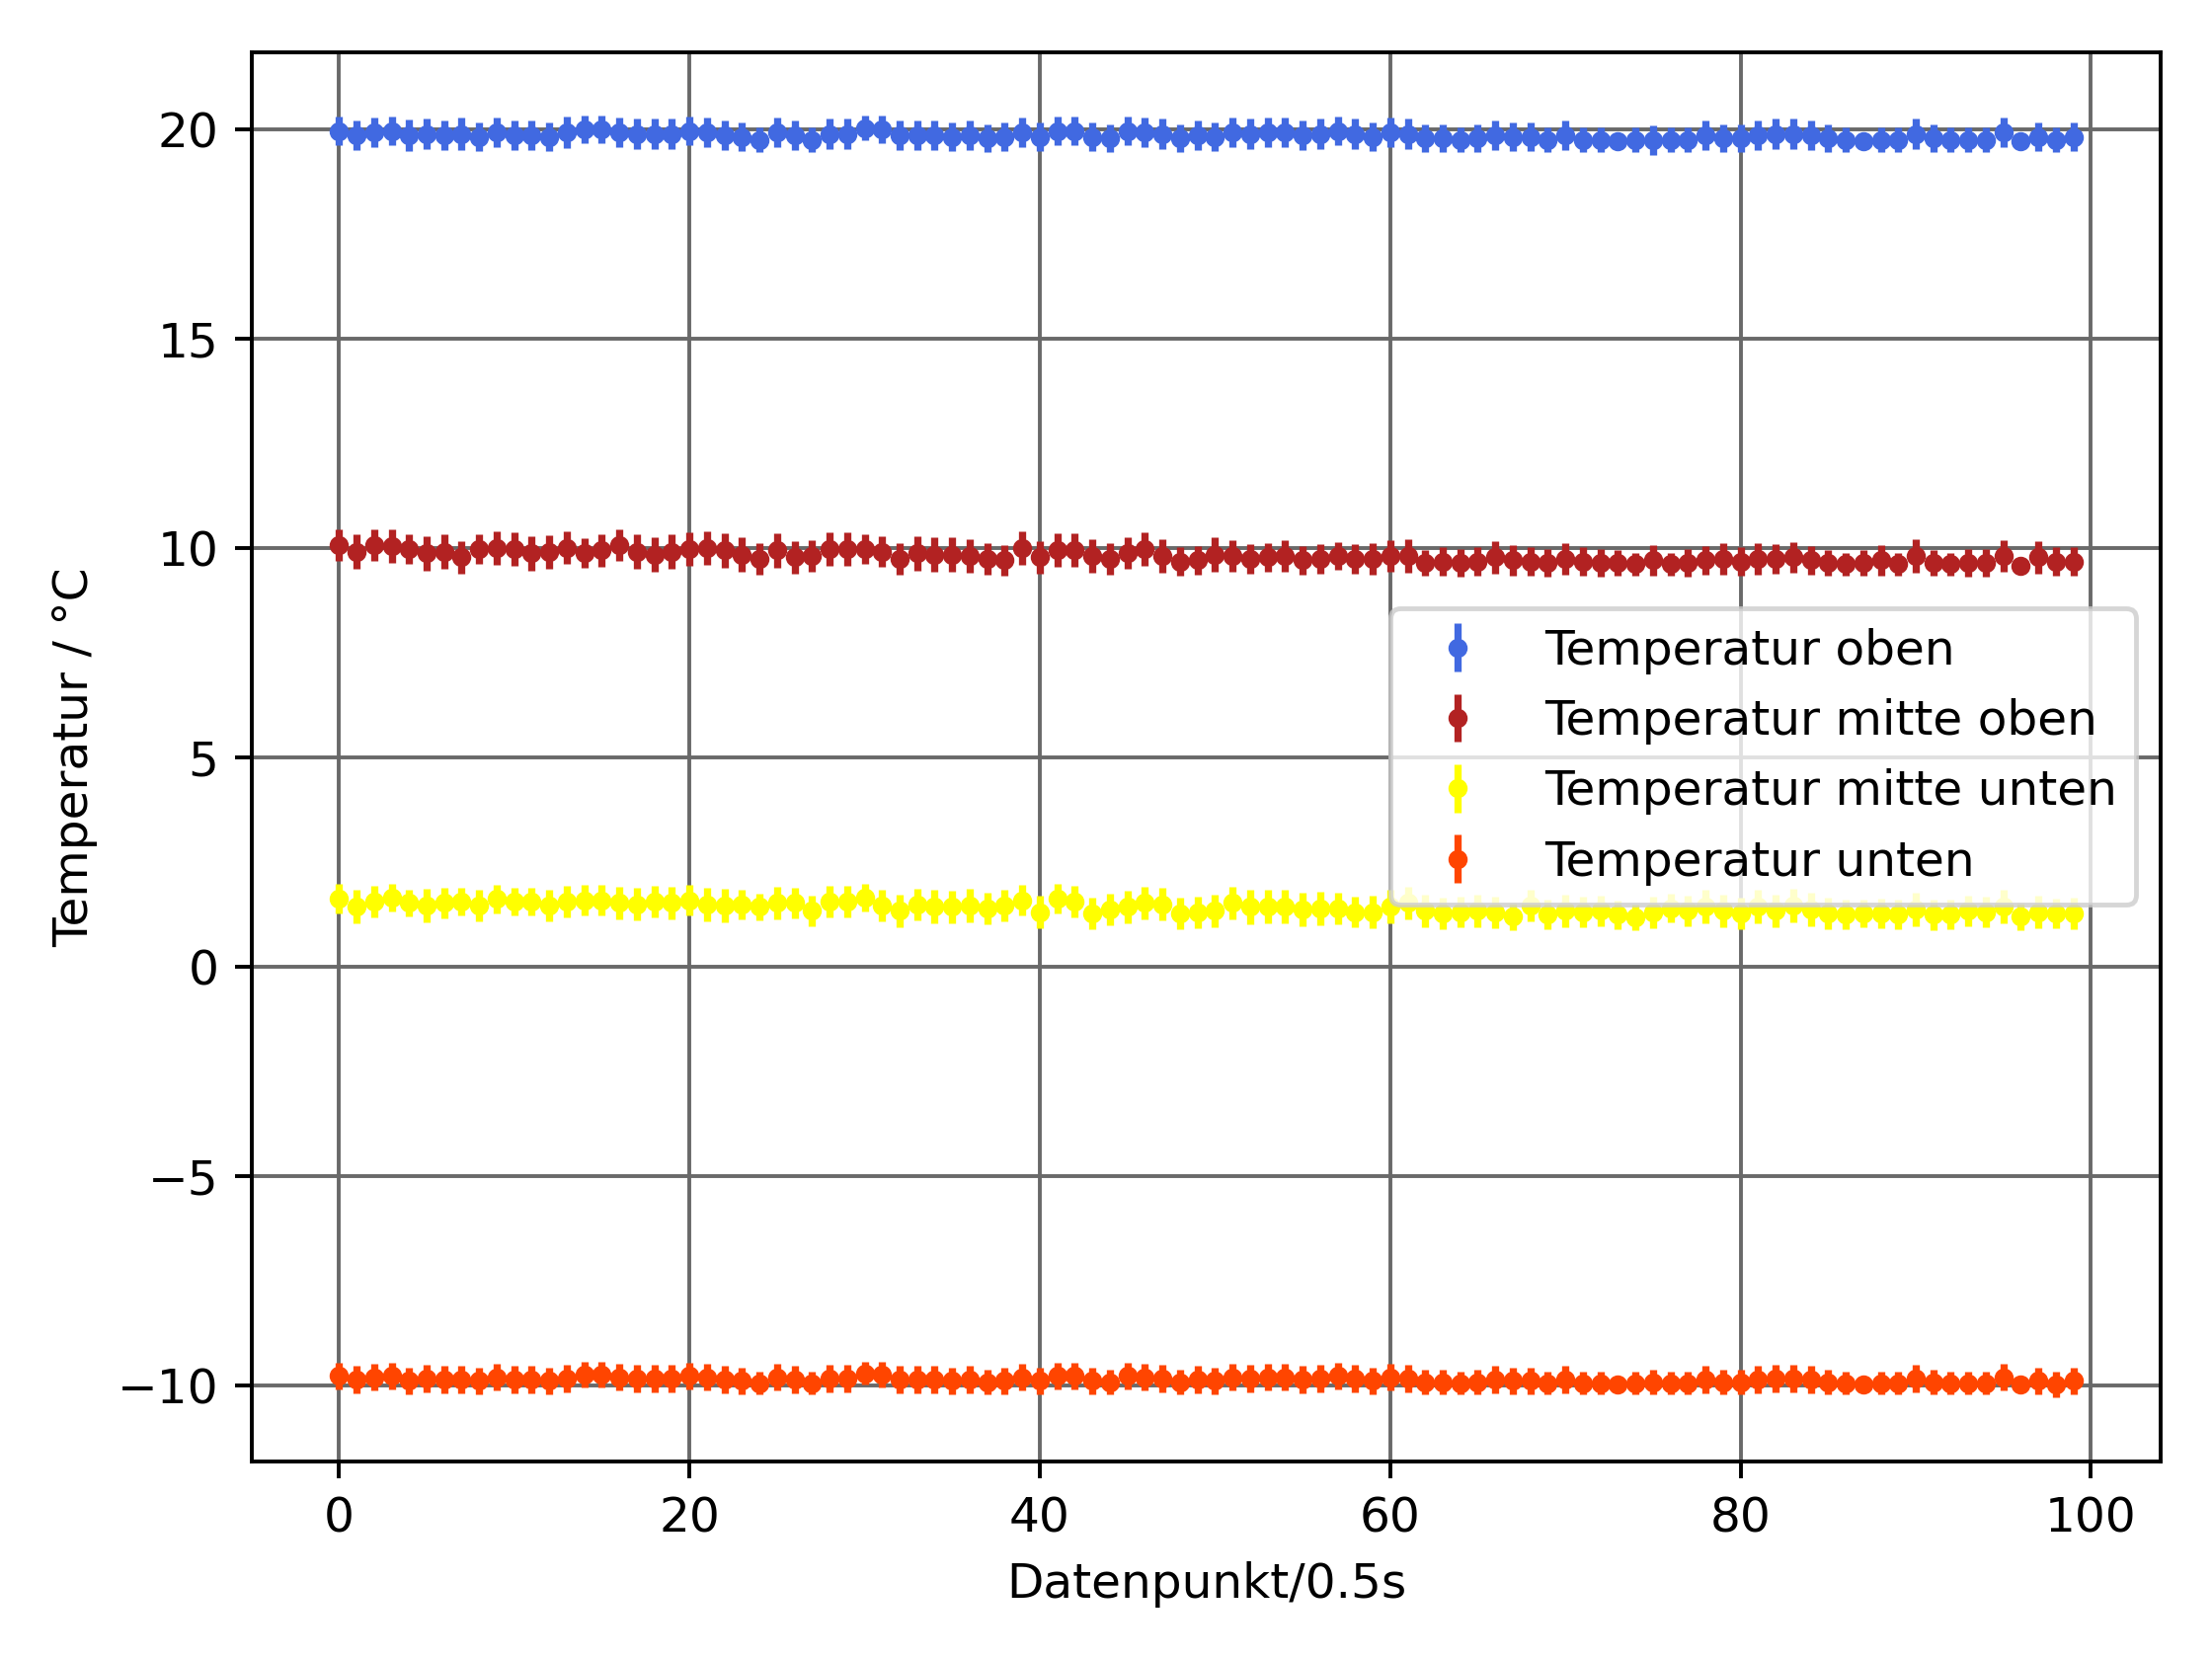 20
15
10
5
0
−5
−10
Temperatur / °C
Temperatur oben
Temperatur mitte oben
Temperatur mitte unten
Temperatur unten
0 20 40 60 80 100
Datenpunkt/0.5s